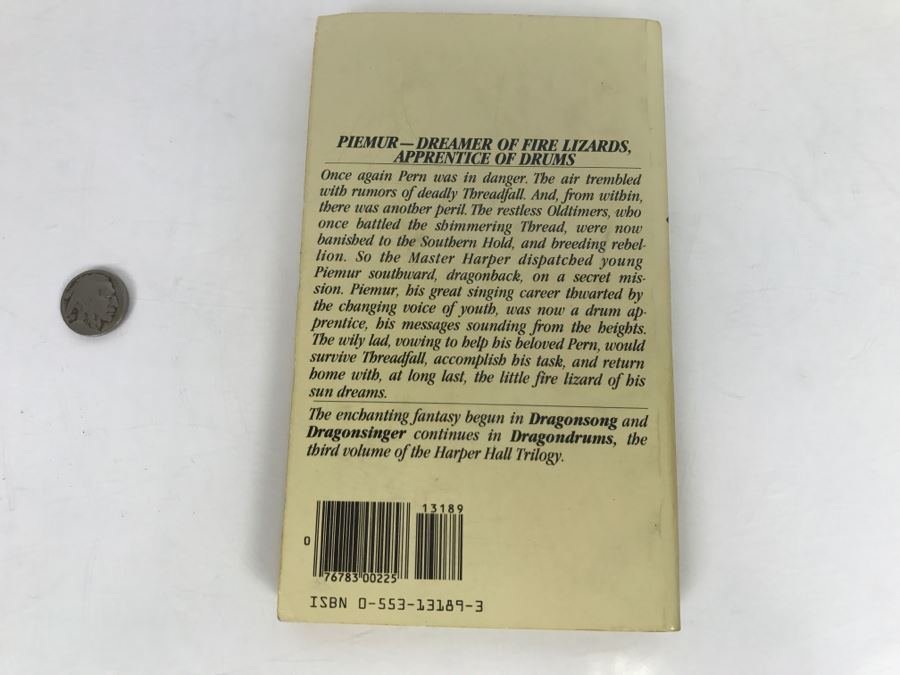 PIEMUR—DREAMER OF FIRE LIZARDS,
APPRENTICE OF DRUMS
Once again Pern was in danger. The air trembled
with rumors of deadly Threadfall. And, from within,
there was another peril. The restless Oldtimers, who
once battled the shimmering Thread, were now
banished to the Southern Hold, and breeding rebel-
lion. So the Master Harper dispatched young
Piemur southward, dragonback, on a secret mis-
sion. Piemur, his great singing career thwarted by
the changing voice of youth, was now a drum ap-
prentice, his messages sounding from the heights.
The wily lad, vowing to help his beloved Pern, would
survive Threadfall, accomplish his task, and return
home with, at long last, the little fire lizard of his
sun dreams.
The enchanting fantasy begun in Dragonsong and
Dragonsinger continues in Dragondrums, the
third volume of the Harper Hall Trilogy.
13189
0
76783 00225
ISBN 0-553-13189-3